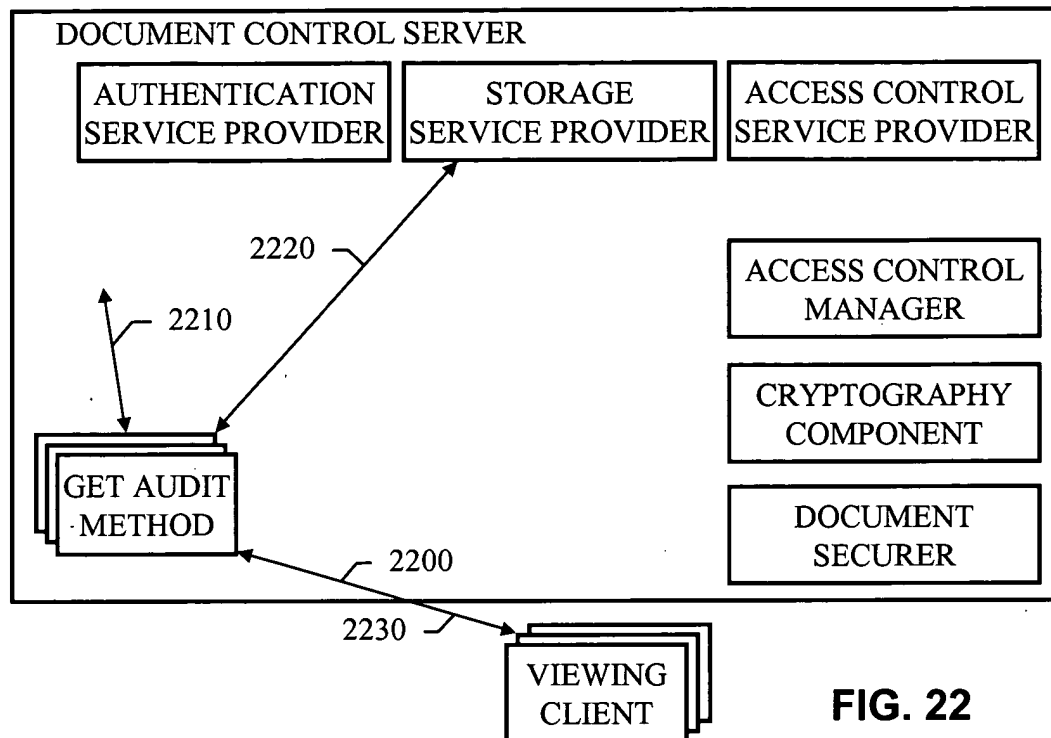 DOCUMENT CONTROL SERVER
AUTHENTICATION
SERVICE PROVIDER
STORAGE
SERVICE PROVIDER
ACCESS CONTROL
SERVICE PROVIDER
2220
ACCESS CONTROL
MANAGER
2210
CRYPTOGRAPHY
COMPONENT
GET AUDIT
METHOD
DOCUMENT
SECURER
2200
2230
VIEWING
CLIENT
FIG. 22